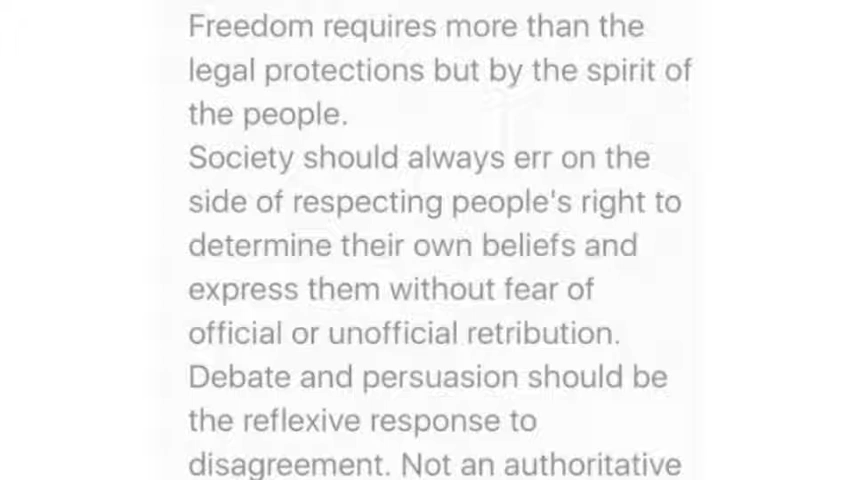 Freedom requires more than the
legal protections but by the spirit of
the people.
Society should always err on the
side of respecting people's right to
determine their own beliefs and
express them without fear of
official or unofficial retribution.
Debate and persuasion should be
the reflexive response to
disagreement. Not an authoritative